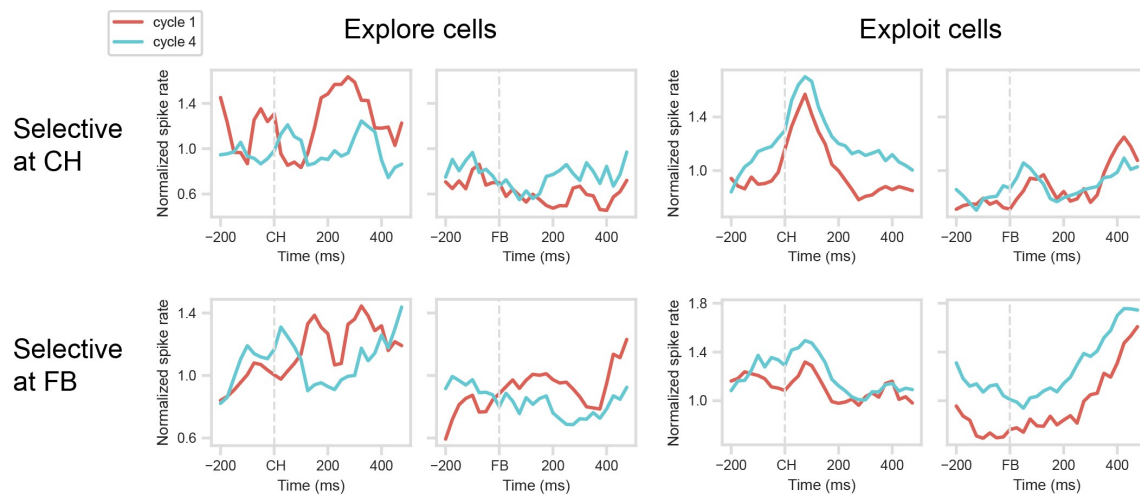 cycle 1
cycle 4
Explore cells
Exploit cells
Selective
at CH
Normalized spike rate
1.4
1.0
0.6
−200 CH 200 400
Time (ms)
−200 FB 200 400
Time (ms)
Normalized spike rate
1.4
1.0
−200 CH 200 400
Time (ms)
−200 FB 200 400
Time (ms)
Selective
at FB
Normalized spike rate
1.4
1.0
0.6
−200 CH 200 400
Time (ms)
−200 FB 200 400
Time (ms)
Normalized spike rate
1.8
1.4
1.0
−200 CH 200 400
Time (ms)
−200 FB 200 400
Time (ms)